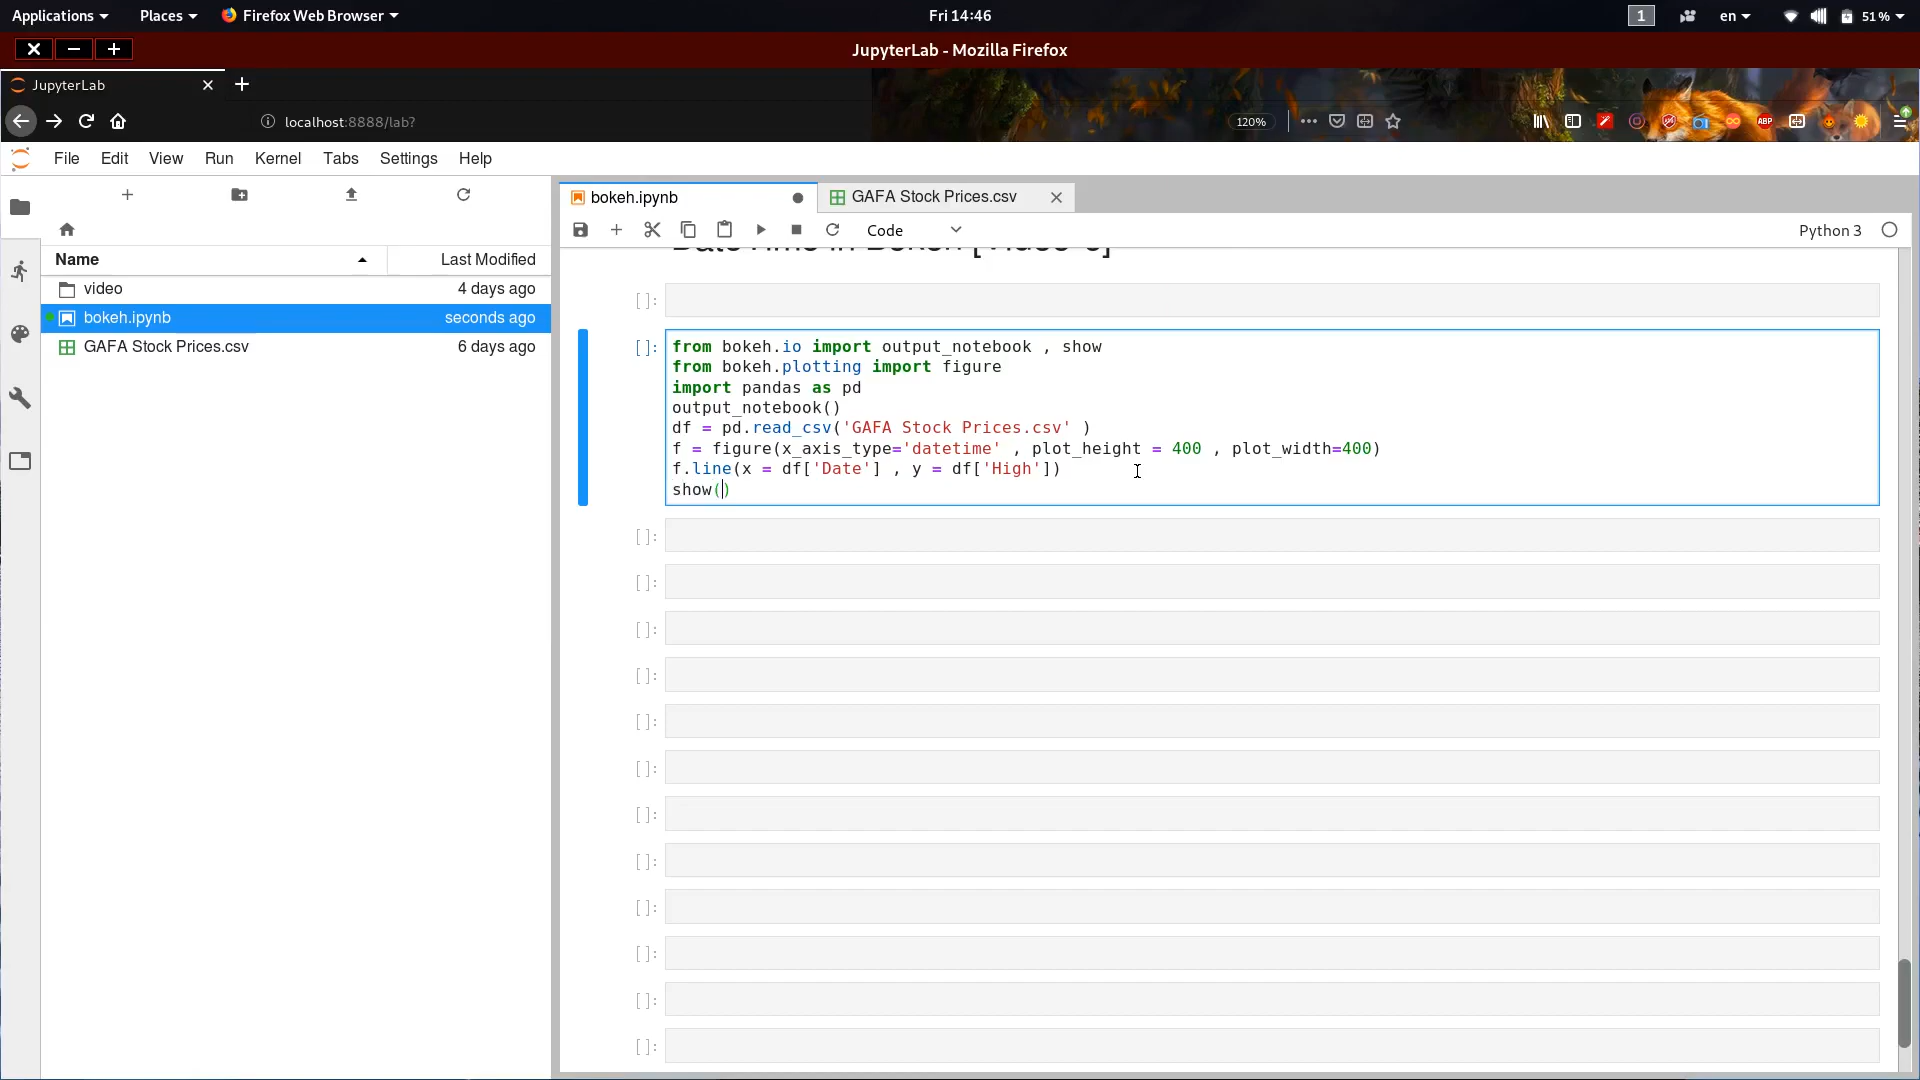 Applications Places Firefox Web Browser Fri 14:46 1 en 51 %
JupyterLab - Mozilla Firefox
JupyterLab
localhost:8888/lab? 120% ABP
File Edit View Run Kernel Tabs Settings Help
bokeh.ipynb GAFA Stock Prices.csv
Code Python 3
Name Last Modified
video 4 days ago
bokeh.ipynb seconds ago
GAFA Stock Prices.csv 6 days ago
[ ]:
[ ]: from bokeh.io import output_notebook , show
from bokeh.plotting import figure
import pandas as pd
output_notebook()
df = pd.read_csv('GAFA Stock Prices.csv' )
f = figure(x_axis_type='datetime' , plot_height = 400 , plot_width=400)
f.line(x = df['Date'] , y = df['High'])
show()
[ ]:
[ ]:
[ ]:
[ ]:
[ ]:
[ ]:
[ ]:
[ ]:
[ ]:
[ ]:
[ ]:
[ ]: